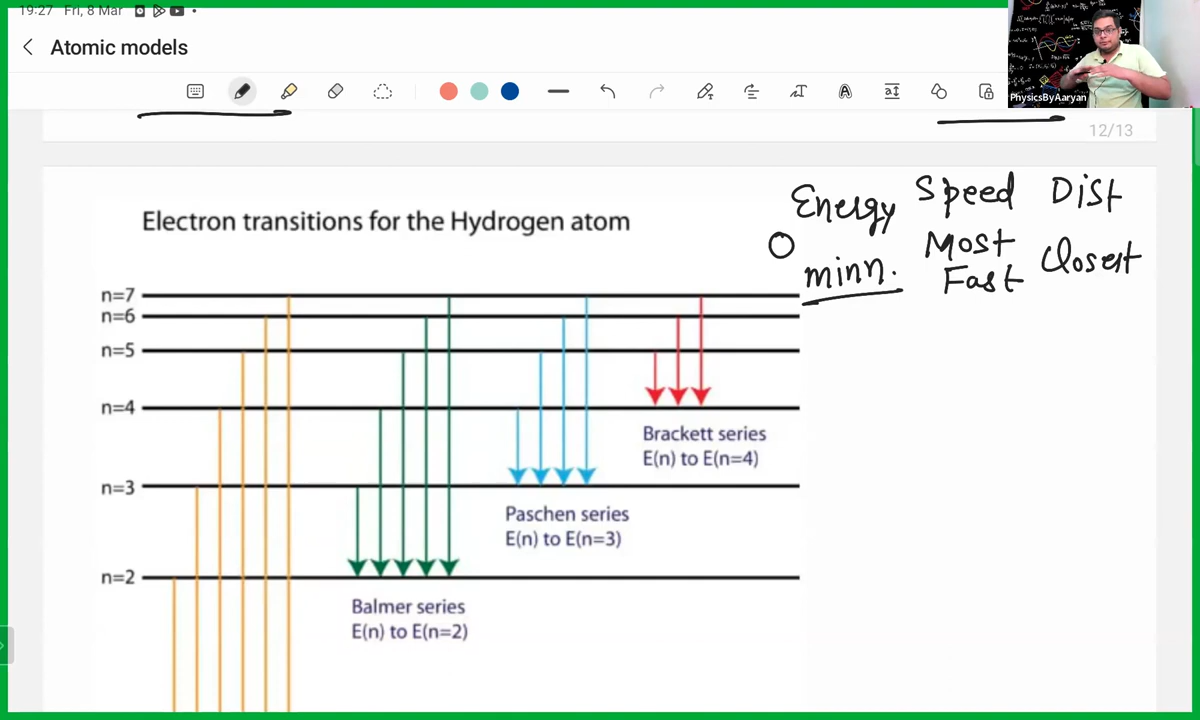 19:27 Fri, 8 Mar
Atomic models
PhysicsByAaryan
12/13
Electron transitions for the Hydrogen atom
Energy Speed Dist
0 minn. Most Fast Closest
n=7
n=6
n=5
n=4
Brackett series
E(n) to E(n=4)
n=3
Paschen series
E(n) to E(n=3)
n=2
Balmer series
E(n) to E(n=2)